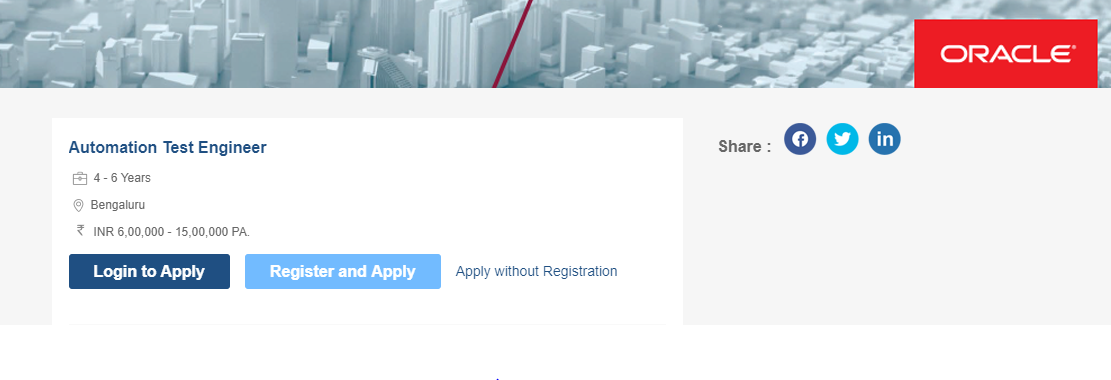 ORACLE
Automation Test Engineer
Share :
4 - 6 Years
Bengaluru
₹ INR 6,00,000 - 15,00,000 PA.
Login to Apply
Register and Apply
Apply without Registration